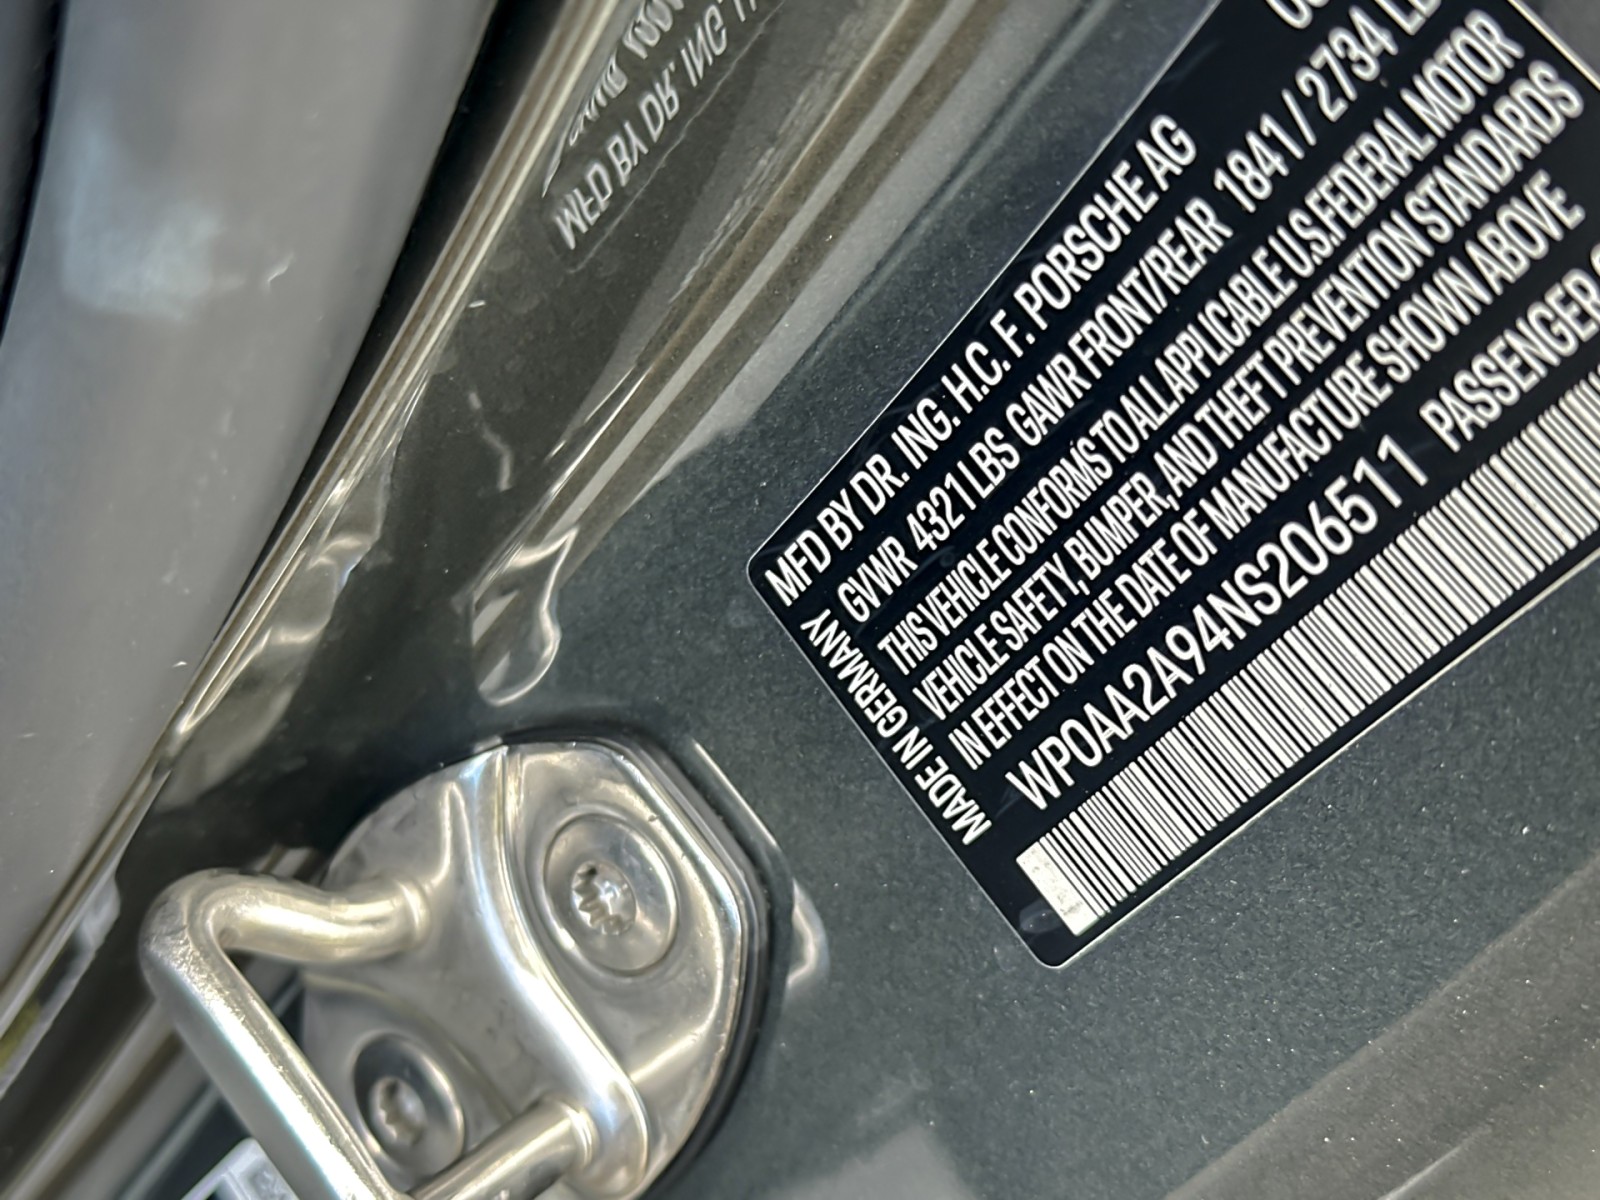 MFD BY DR. ING. H.C. F. PORSCHE AG
GVWR 4321 LBS GAWR FRONT/REAR 1841 / 2734
THIS VEHICLE CONFORMS TO ALL APPLICABLE U.S. FEDERAL MOTOR
VEHICLE SAFETY, BUMPER, AND THEFT PREVENTION STANDARDS
IN EFFECT ON THE DATE OF MANUFACTURE SHOWN ABOVE
WP0AA2A94NS206511 PASSENGER
MADE IN GERMANY
MFD BY DR. ING